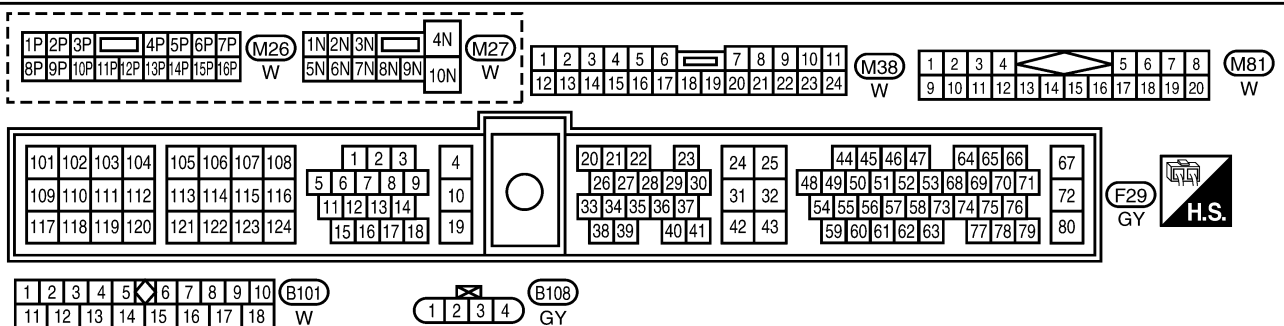 1P 2P 3P 4P 5P 6P 7P
8P 9P 10P 11P 12P 13P 14P 15P 16P
M26
W
1N 2N 3N 4N
5N 6N 7N 8N 9N 10N
M27
W
1 2 3 4 5 6 7 8 9 10 11
12 13 14 15 16 17 18 19 20 21 22 23 24
M38
W
1 2 3 4 5 6 7 8
9 10 11 12 13 14 15 16 17 18 19 20
M81
W
101 102 103 104 105 106 107 108
109 110 111 112 113 114 115 116
117 118 119 120 121 122 123 124
1 2 3 4
5 6 7 8 9 10
11 12 13 14
15 16 17 18 19
20 21 22 23 24 25
26 27 28 29 30 31 32
33 34 35 36 37
38 39 40 41 42 43
44 45 46 47 64 65 66 67
48 49 50 51 52 53 68 69 70 71 72
54 55 56 57 58 73 74 75 76
59 60 61 62 63 77 78 79 80
F29
GY
H.S.
1 2 3 4 5 6 7 8 9 10
11 12 13 14 15 16 17 18
B101
W
1 2 3 4
B108
GY